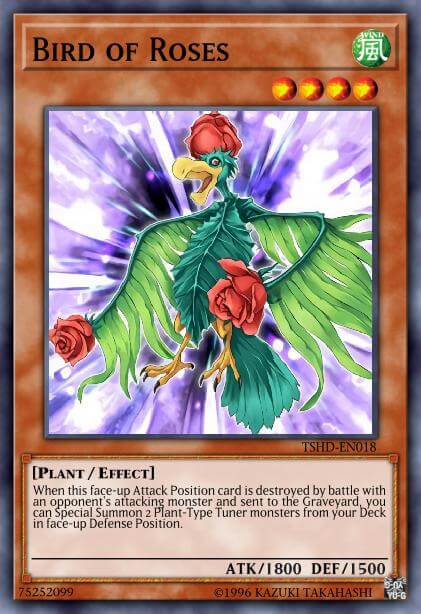 BIRD OF ROSES
WIND
風
TSHD-EN018
[PLANT / EFFECT]
When this face-up Attack Position card is destroyed by battle with
an opponent's attacking monster and sent to the Graveyard, you
can Special Summon 2 Plant-Type Tuner monsters from your Deck
in face-up Defense Position.
ATK/1800 DEF/1500
75252099
©1996 KAZUKI TAKAHASHI